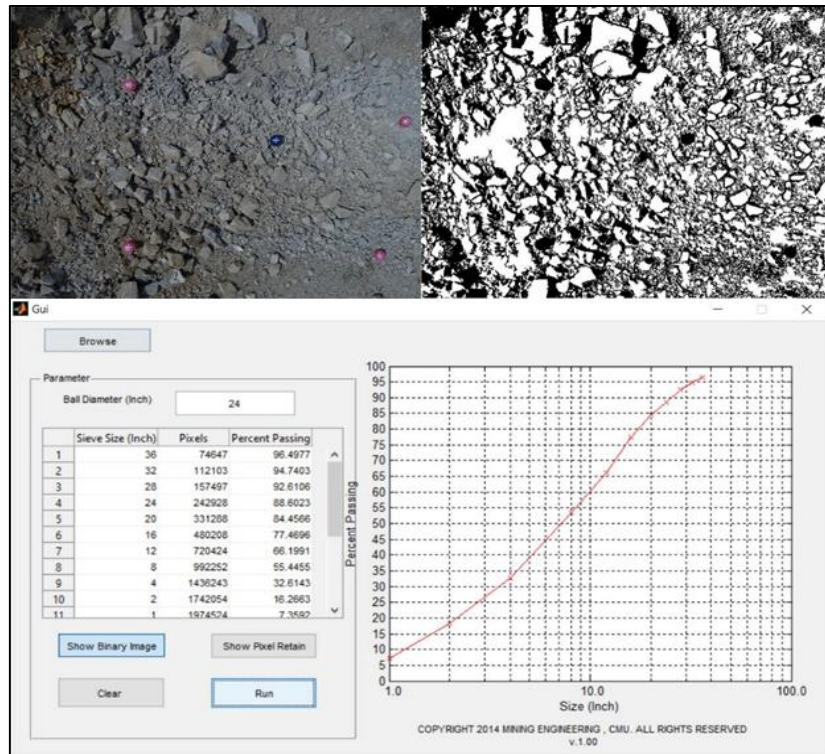 Gui
Browse
Parameter
Ball Diameter (Inch)
24
Sieve Size (Inch) Pixels Percent Passing
1 36 74647 96.4977
2 32 112103 94.7403
3 28 157497 92.6106
4 24 242928 88.6023
5 20 331288 84.4566
6 16 480208 77.4696
7 12 720424 66.1991
8 8 992252 55.4455
9 4 1436243 32.6143
10 2 1742054 16.2663
11 1 1974524 7.3592
Show Binary Image
Show Pixel Retain
Clear
Run
Percent Passing
100
95
90
85
80
75
70
65
60
55
50
45
40
35
30
25
20
15
10
5
0
1.0 10.0 100.0
Size (Inch)
COPYRIGHT 2014 MINING ENGINEERING , CMU. ALL RIGHTS RESERVED
v.1.00